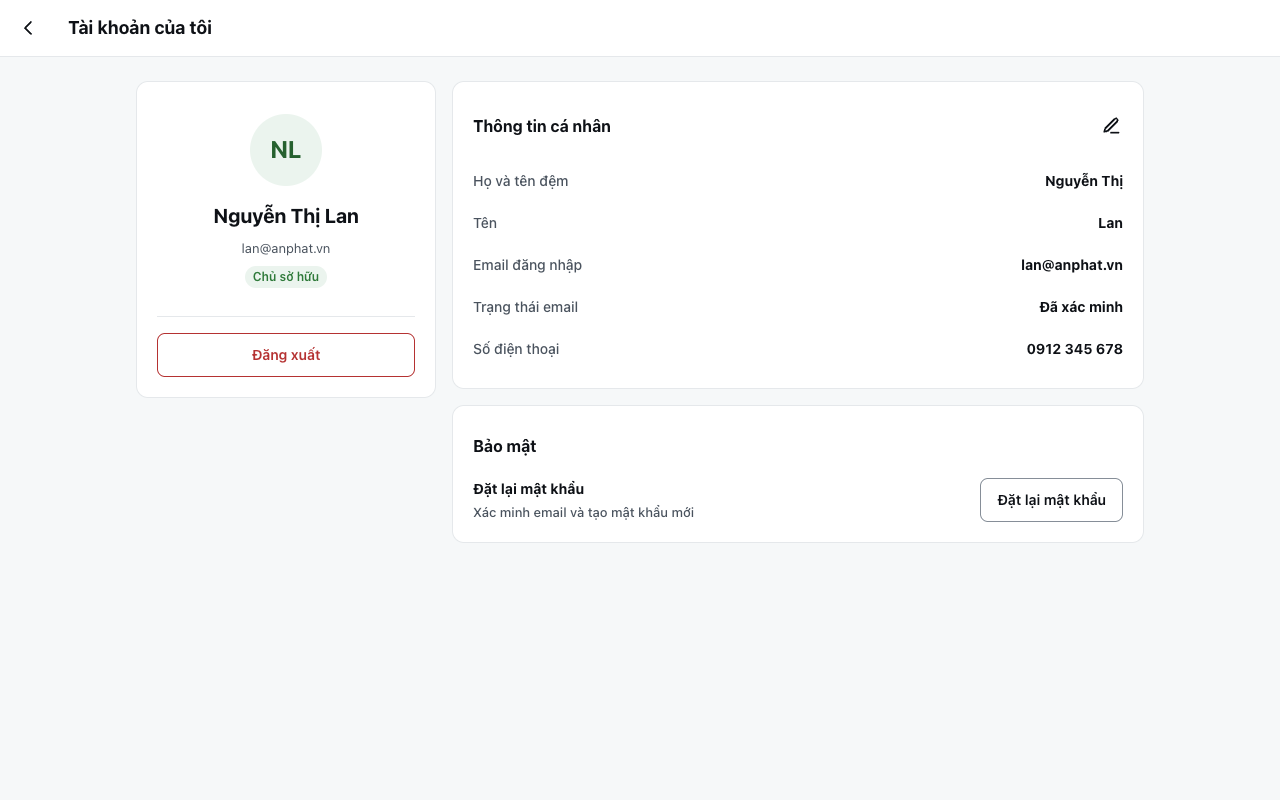 Tài khoản của tôi
NL
Nguyễn Thị Lan
lan@anphat.vn
Chủ sở hữu
Đăng xuất
Thông tin cá nhân
Họ và tên đệm
Nguyễn Thị
Tên
Lan
Email đăng nhập
lan@anphat.vn
Trạng thái email
Đã xác minh
Số điện thoại
0912 345 678
Bảo mật
Đặt lại mật khẩu
Xác minh email và tạo mật khẩu mới
Đặt lại mật khẩu